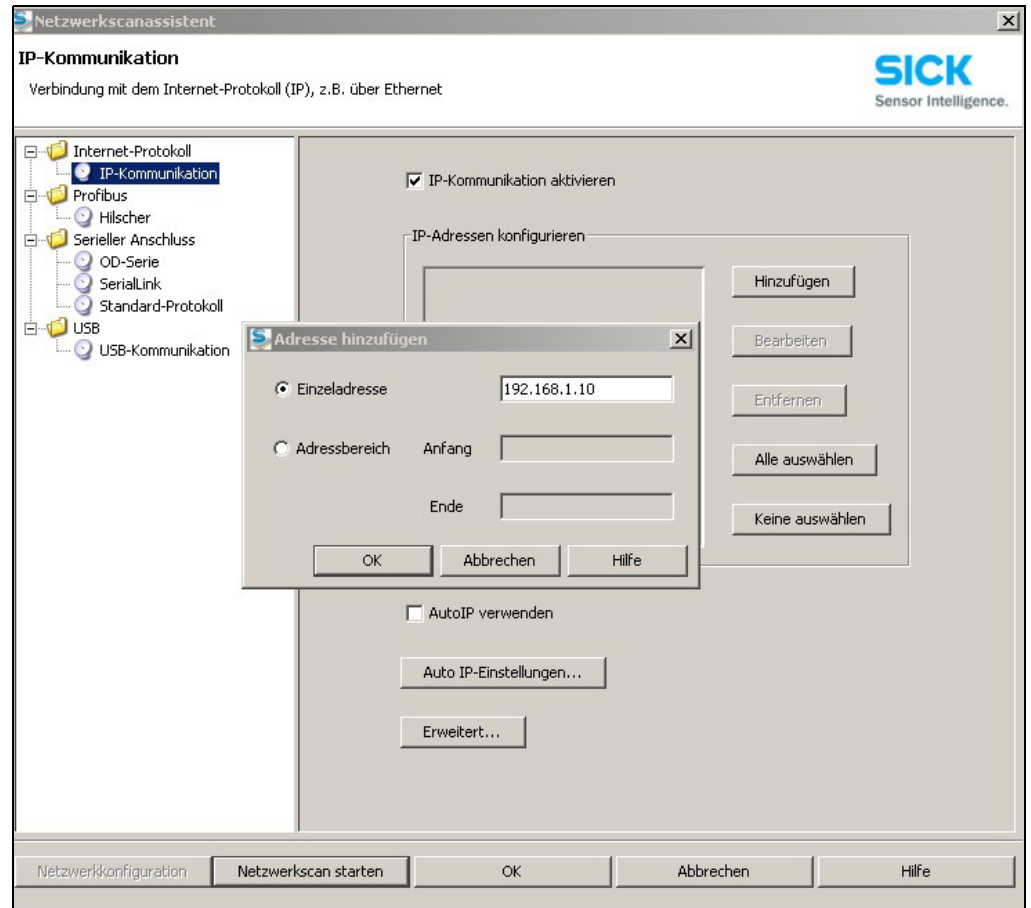 Netzwerkscanassistent
IP-Kommunikation
Verbindung mit dem Internet-Protokoll (IP), z.B. über Ethernet
SICK
Sensor Intelligence.
Internet-Protokoll
IP-Kommunikation
Profibus
Hilscher
Serieller Anschluss
OD-Serie
SerialLink
Standard-Protokoll
USB
USB-Kommunikation
IP-Kommunikation aktivieren
IP-Adressen konfigurieren
Hinzufügen
Bearbeiten
Entfernen
Alle auswählen
Keine auswählen
Adresse hinzufügen
Einzeladresse 192.168.1.10
Adressbereich Anfang
Ende
OK Abbrechen Hilfe
AutoIP verwenden
Auto IP-Einstellungen...
Erweitert...
Netzwerkkonfiguration Netzwerkscan starten OK Abbrechen Hilfe